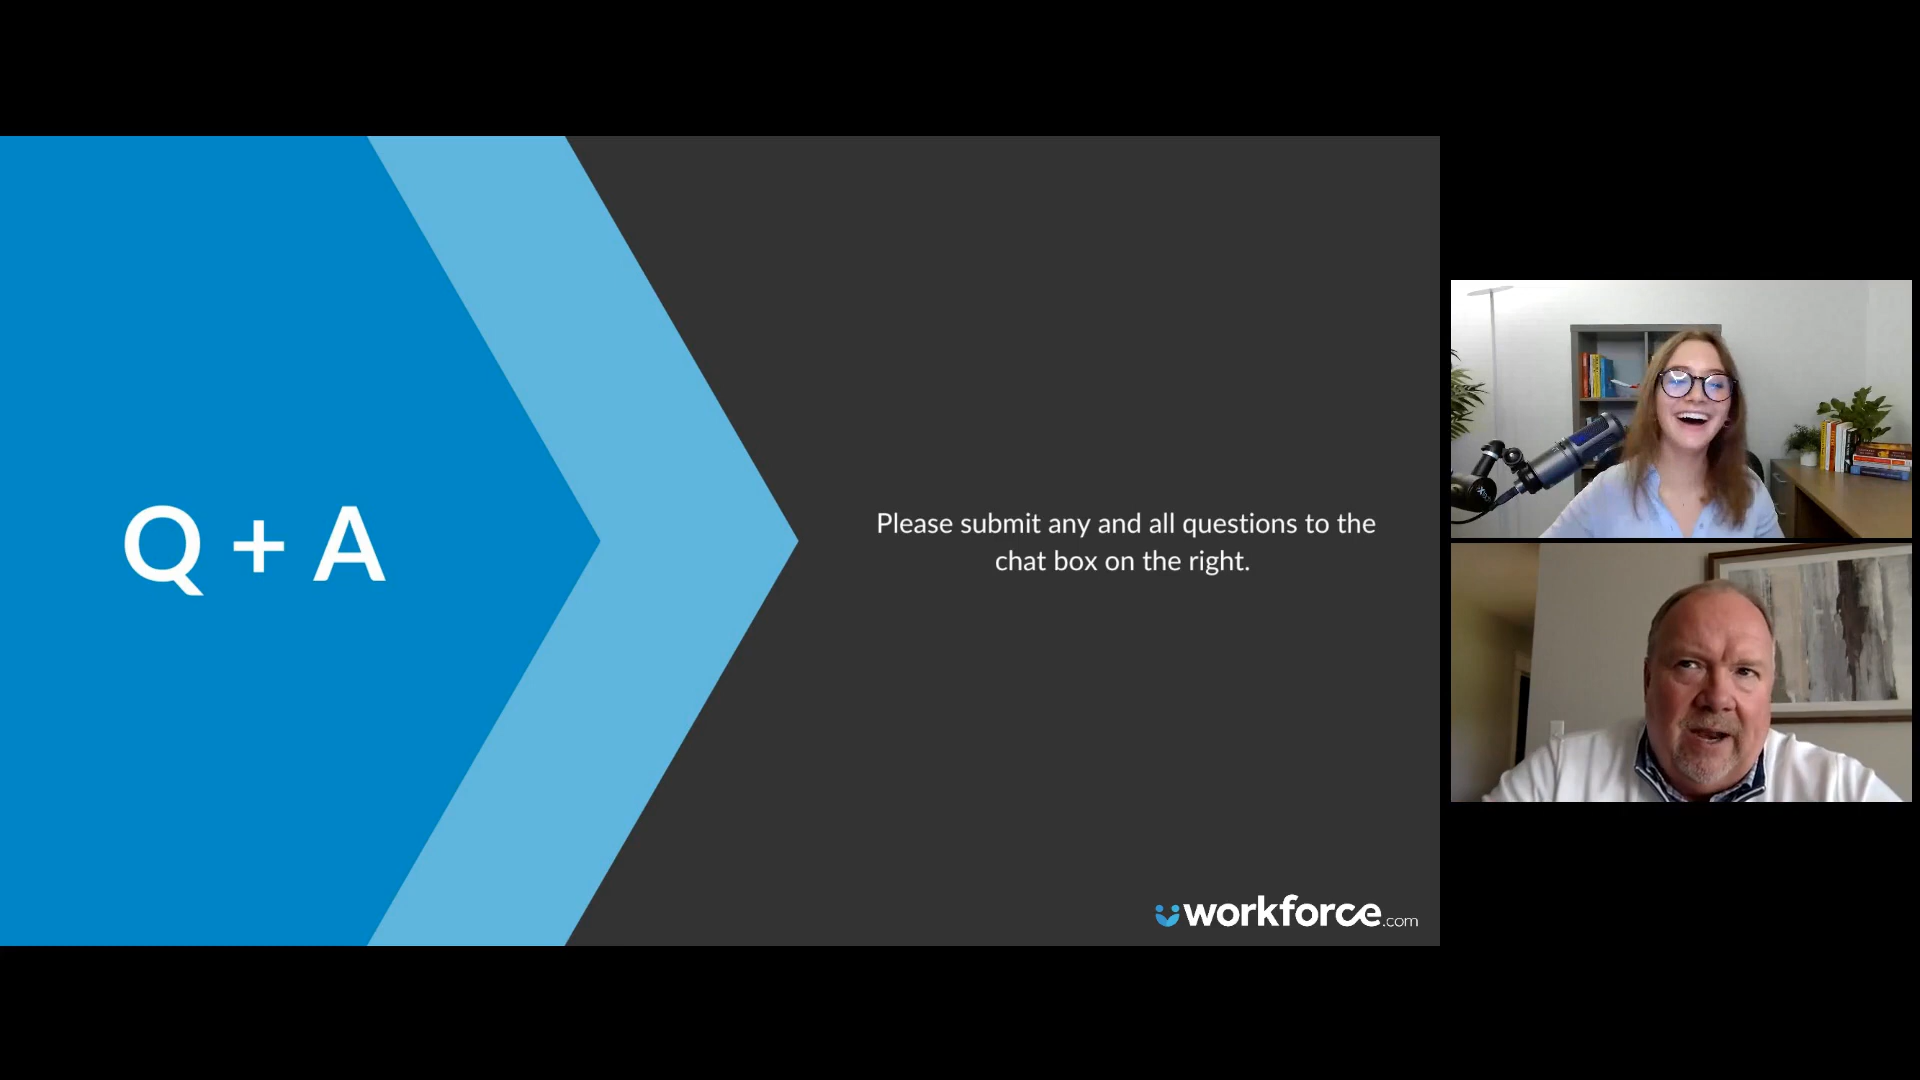 Q + A
Please submit any and all questions to the
chat box on the right.
workforce.com